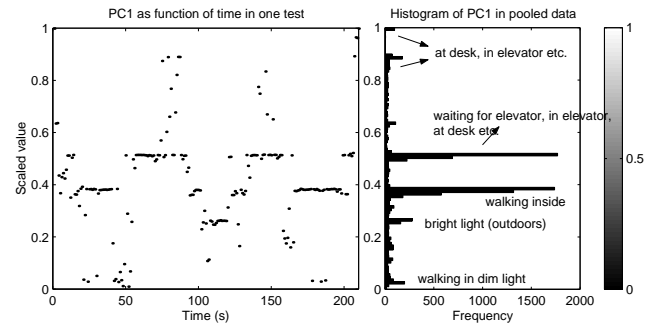 PC1 as function of time in one test
1
0.8
0.6
0.4
0.2
0
Scaled value
0 50 100 150 200
Time (s)
Histogram of PC1 in pooled data
at desk, in elevator etc.
waiting for elevator, in elevator,
at desk etc.
walking inside
bright light (outdoors)
walking in dim light
0 500 1000 1500 2000
Frequency
1
0.5
0